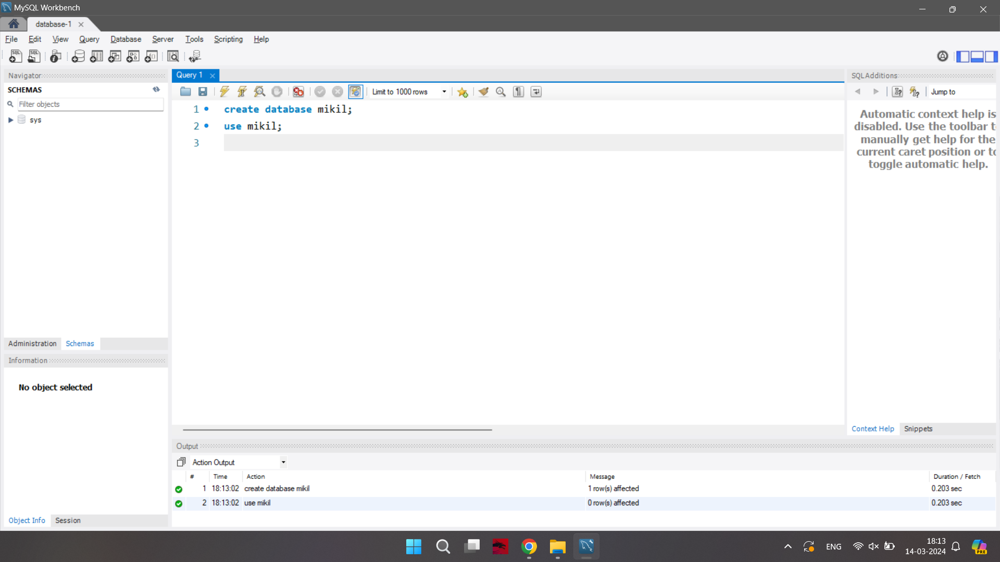 MySQL Workbench
database-1
File Edit View Query Database Server Tools Scripting Help
Navigator
SCHEMAS
Filter objects
sys
Administration Schemas
Information
No object selected
Object Info Session
Query 1
Limit to 1000 rows
1 create database mikil;
2 use mikil;
3
SQLAdditions
Jump to
Automatic context help is
disabled. Use the toolbar t
manually get help for the
current caret position or to
toggle automatic help.
Context Help Snippets
Output
Action Output
# Time Action Message Duration / Fetch
1 18:13:02 create database mikil 1 row(s) affected 0.203 sec
2 18:13:02 use mikil 0 row(s) affected 0.203 sec
ENG
18:13
14-03-2024
PRE